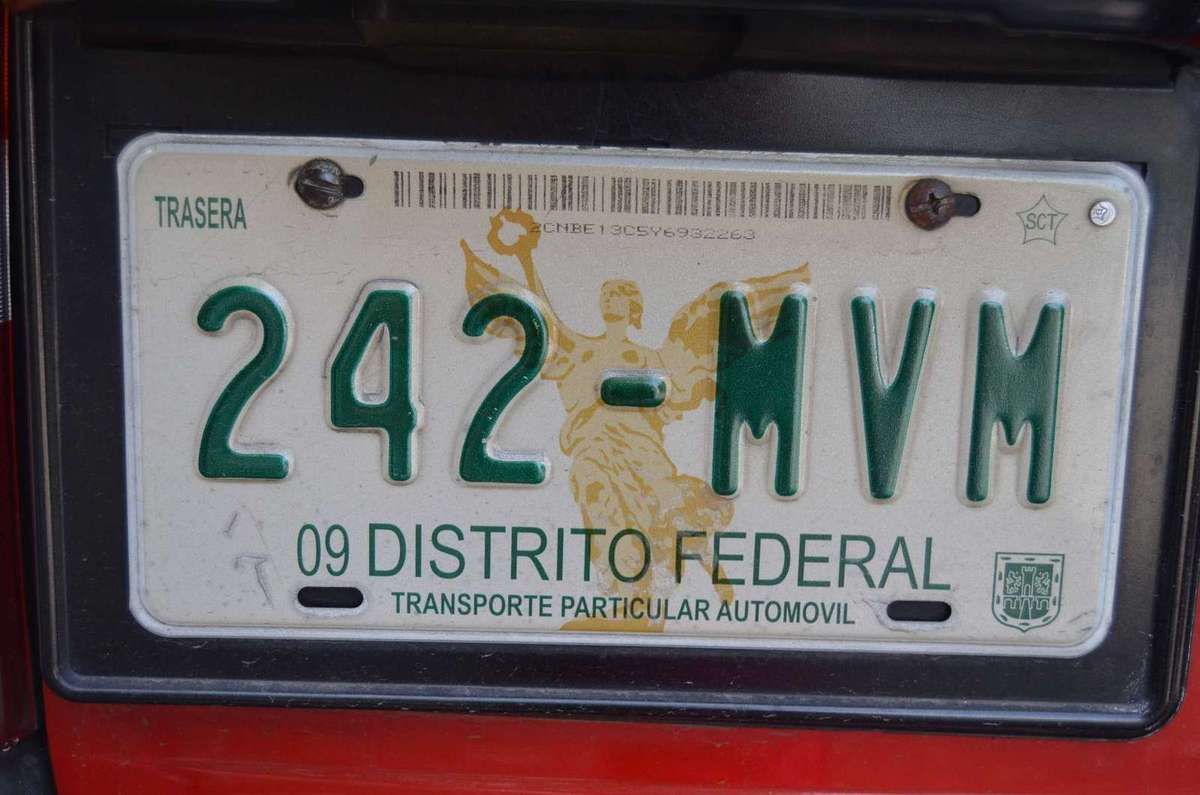 TRASERA
2CNBE13C5Y6932263
SCT
242-MVM
09 DISTRITO FEDERAL
TRANSPORTE PARTICULAR AUTOMOVIL